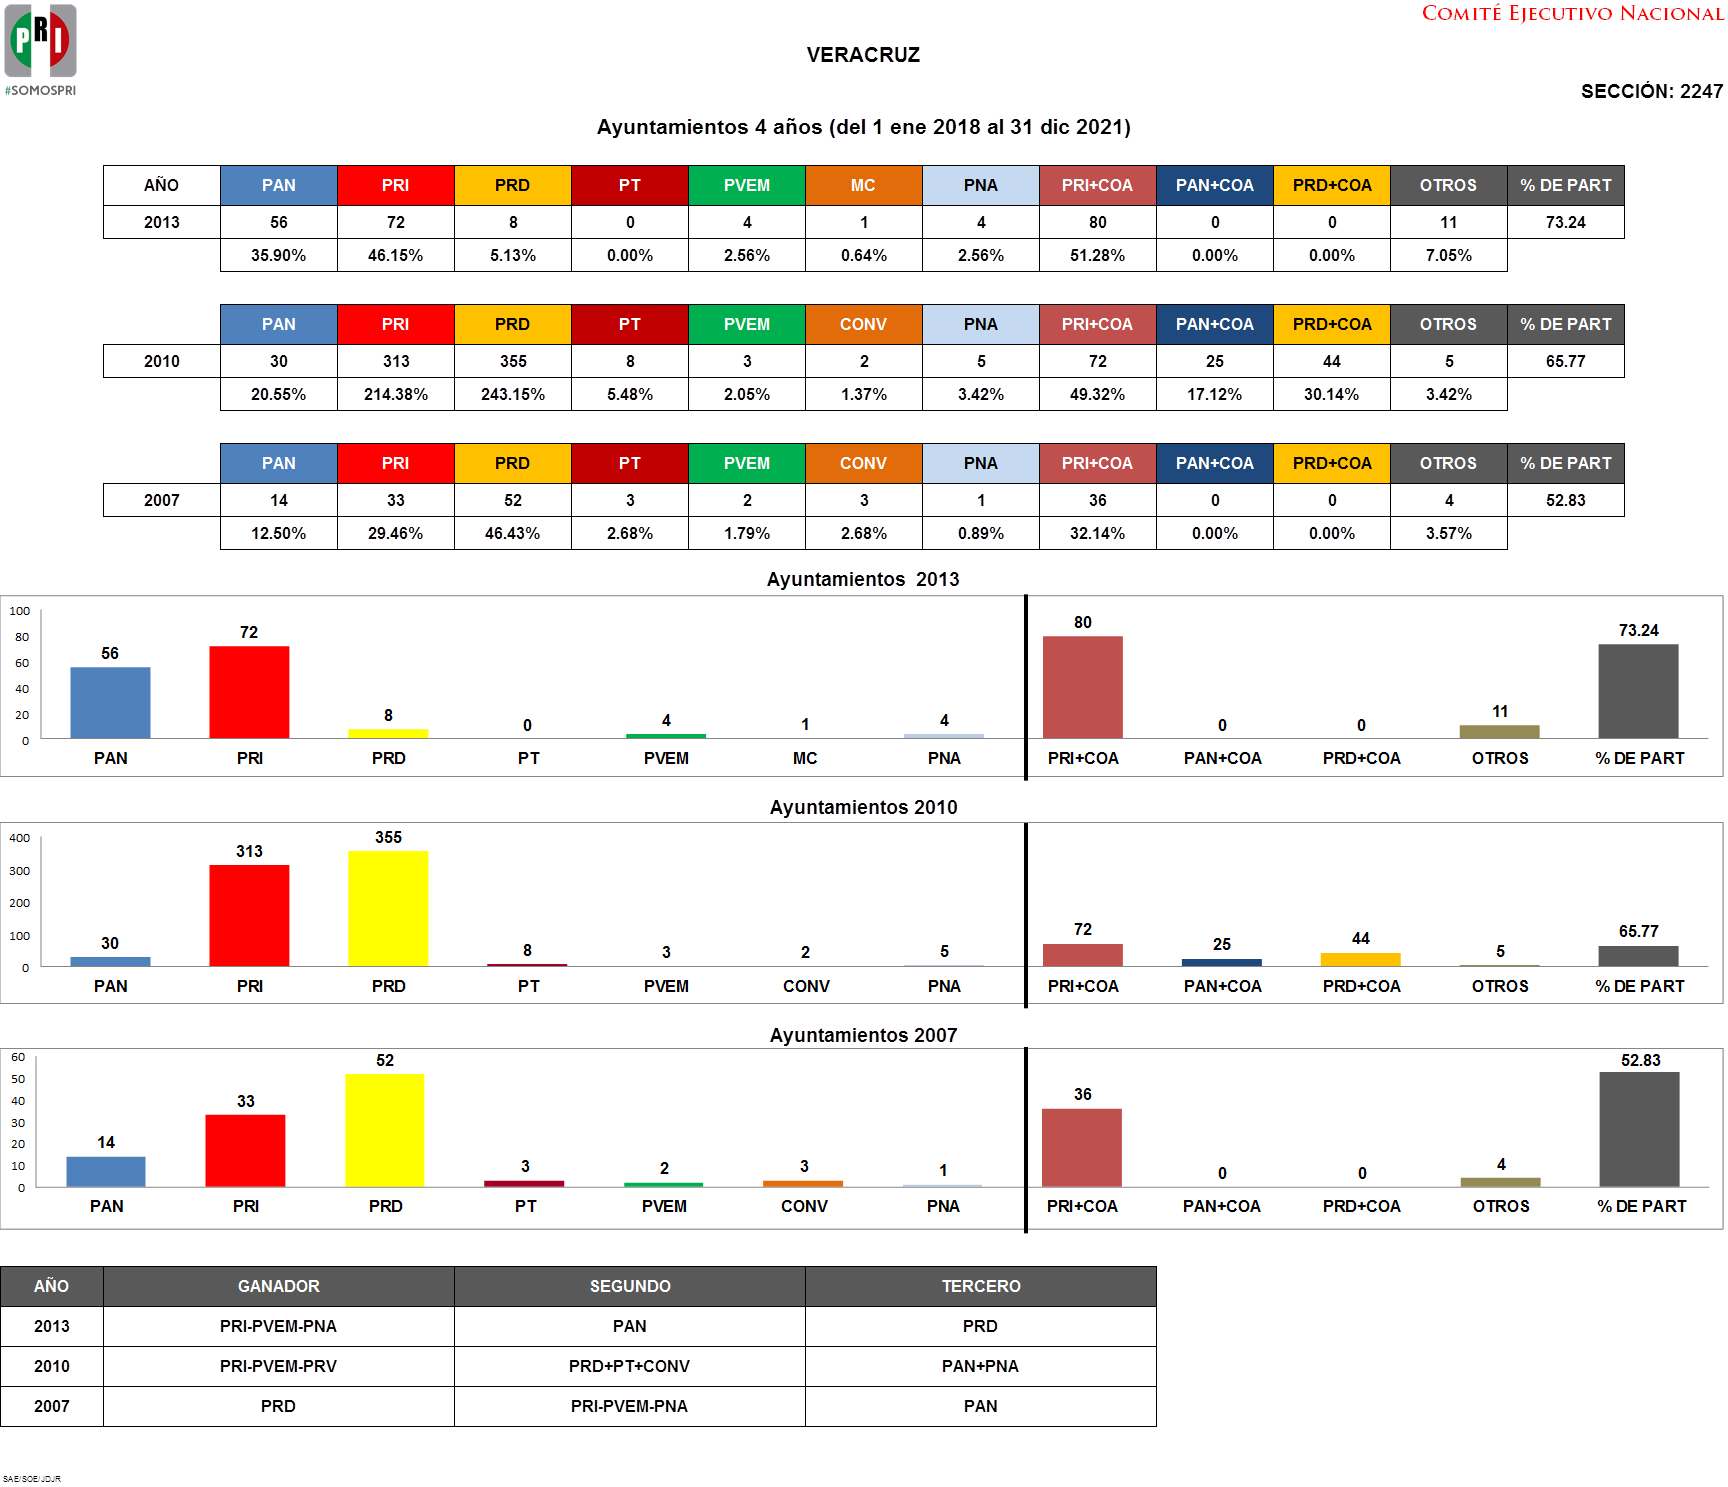 PRI
#SOMOSPRI
COMITÉ EJECUTIVO NACIONAL
VERACRUZ
SECCIÓN: 2247
Ayuntamientos 4 años (del 1 ene 2018 al 31 dic 2021)
AÑO PAN PRI PRD PT PVEM MC PNA PRI+COA PAN+COA PRD+COA OTROS % DE PART
2013 56 72 8 0 4 1 4 80 0 0 11 73.24
35.90% 46.15% 5.13% 0.00% 2.56% 0.64% 2.56% 51.28% 0.00% 0.00% 7.05%
PAN PRI PRD PT PVEM CONV PNA PRI+COA PAN+COA PRD+COA OTROS % DE PART
2010 30 313 355 8 3 2 5 72 25 44 5 65.77
20.55% 214.38% 243.15% 5.48% 2.05% 1.37% 3.42% 49.32% 17.12% 30.14% 3.42%
PAN PRI PRD PT PVEM CONV PNA PRI+COA PAN+COA PRD+COA OTROS % DE PART
2007 14 33 52 3 2 3 1 36 0 0 4 52.83
12.50% 29.46% 46.43% 2.68% 1.79% 2.68% 0.89% 32.14% 0.00% 0.00% 3.57%
Ayuntamientos 2013
100
80
60
40
20
0
56 72 8 0 4 1 4 80 0 0 11 73.24
PAN PRI PRD PT PVEM MC PNA PRI+COA PAN+COA PRD+COA OTROS % DE PART
Ayuntamientos 2010
400
300
200
100
0
30 313 355 8 3 2 5 72 25 44 5 65.77
PAN PRI PRD PT PVEM CONV PNA PRI+COA PAN+COA PRD+COA OTROS % DE PART
Ayuntamientos 2007
60
50
40
30
20
10
0
14 33 52 3 2 3 1 36 0 0 4 52.83
PAN PRI PRD PT PVEM CONV PNA PRI+COA PAN+COA PRD+COA OTROS % DE PART
AÑO GANADOR SEGUNDO TERCERO
2013 PRI-PVEM-PNA PAN PRD
2010 PRI-PVEM-PRV PRD+PT+CONV PAN+PNA
2007 PRD PRI-PVEM-PNA PAN
SAE/SOE/JDJR